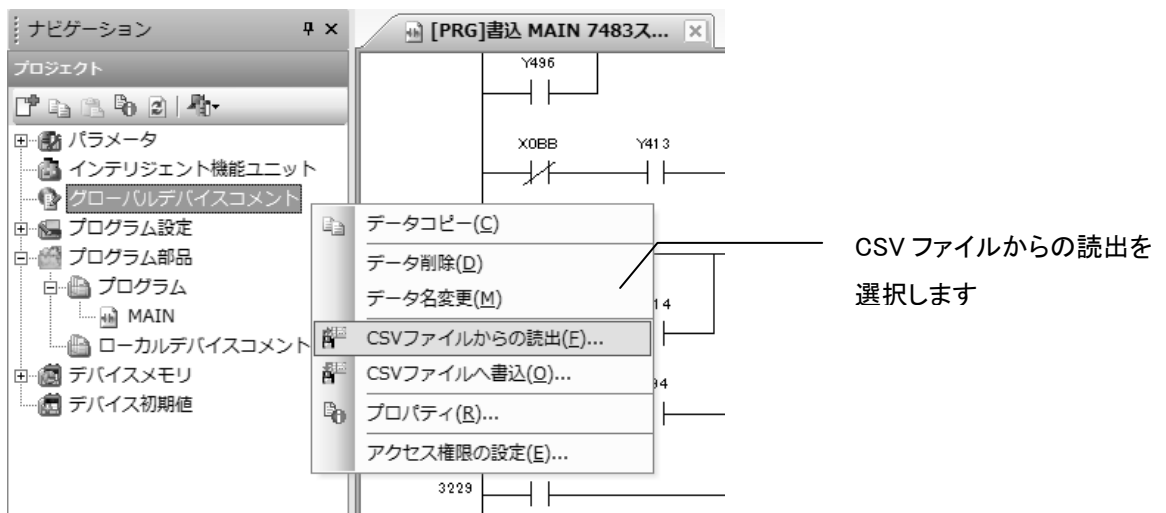 ナビゲーション
プロジェクト
パラメータ
インテリジェント機能ユニット
グローバルデバイスコメント
プログラム設定
プログラム部品
プログラム
MAIN
ローカルデバイスコメント
デバイスメモリ
デバイス初期値
[PRG]書込 MAIN 7483ス...
Y496
X0BB Y413
14
94
3229
データコピー(C)
データ削除(D)
データ名変更(M)
CSVファイルからの読出(F)...
CSVファイルへ書込(O)...
プロパティ(R)...
アクセス権限の設定(E)...
CSV ファイルからの読出を
選択します